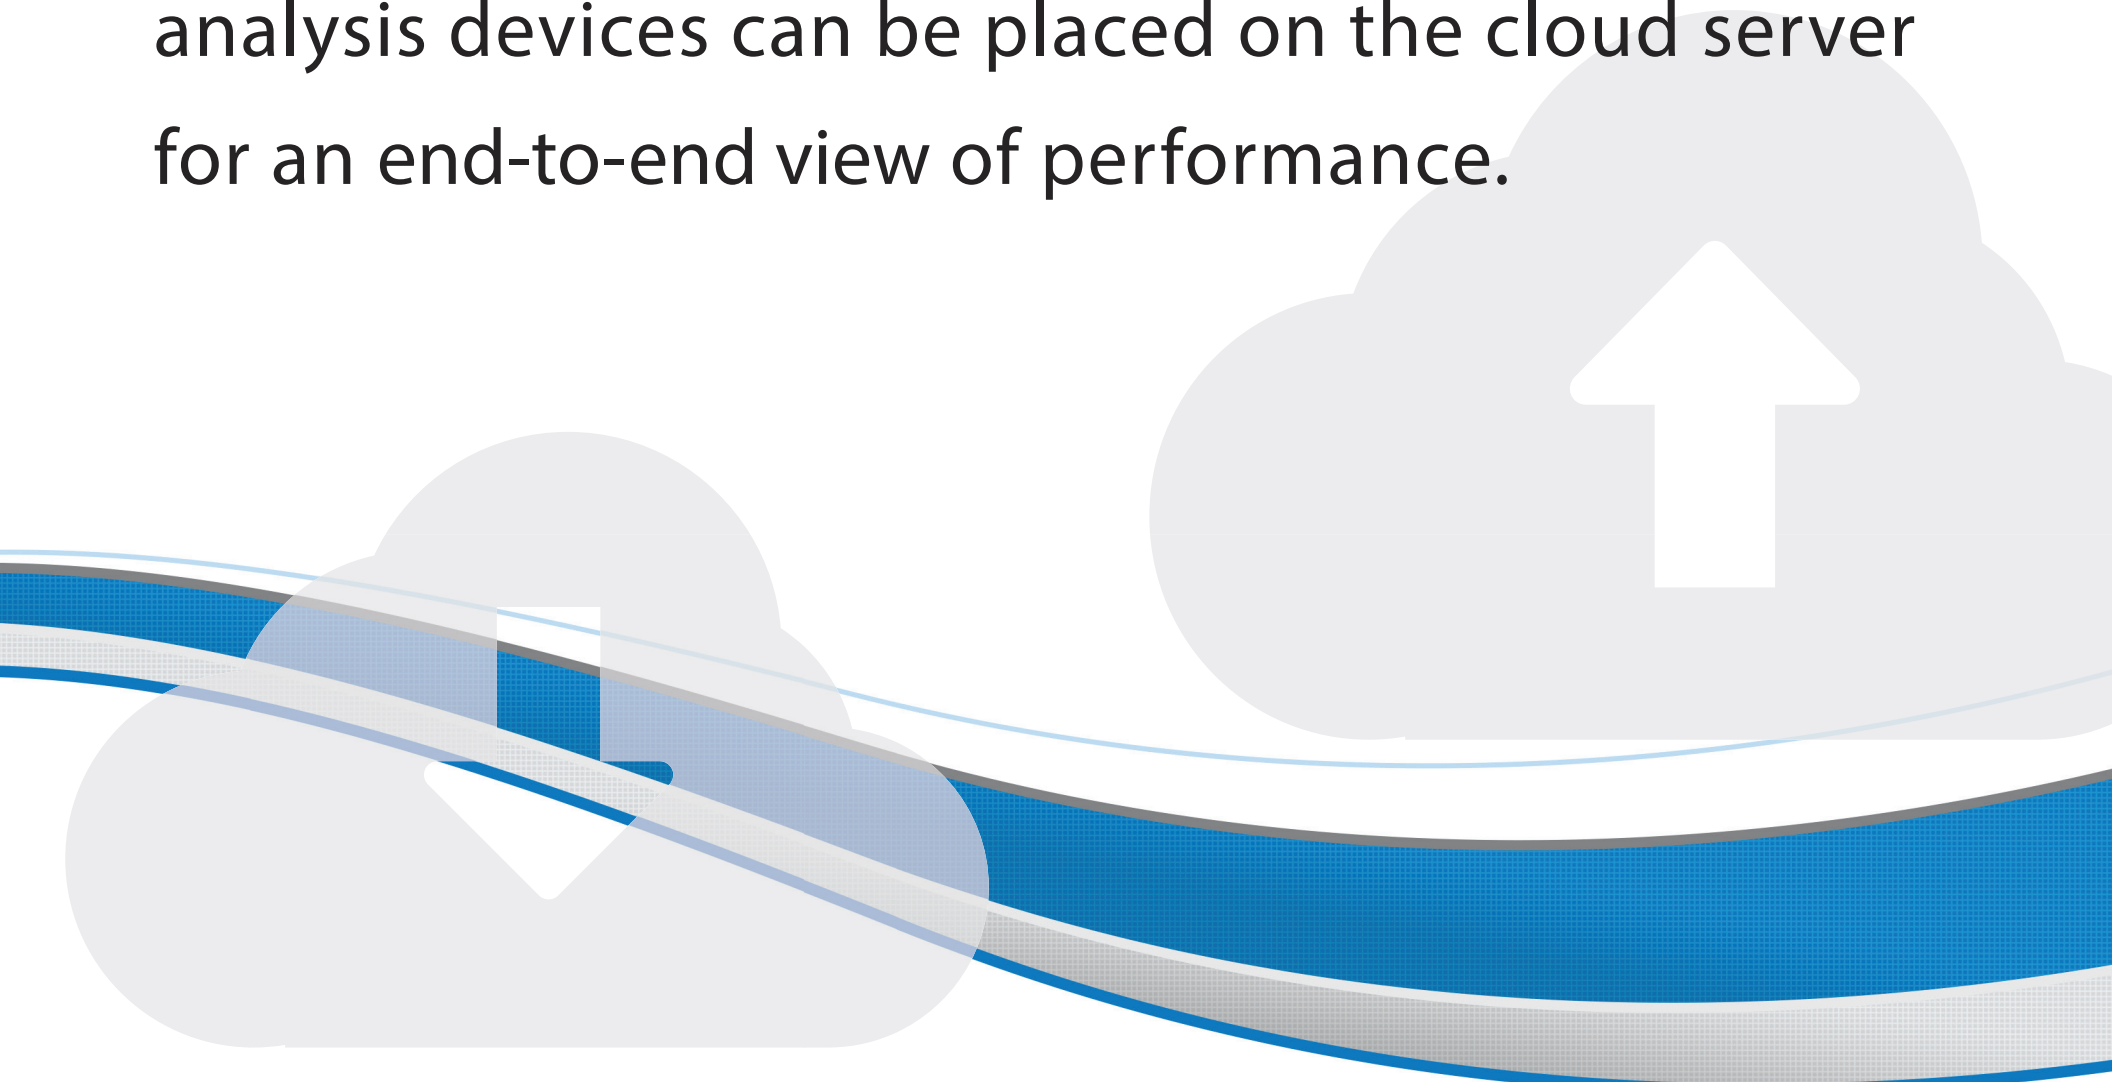 analysis devices can be placed on the cloud server
for an end-to-end view of performance.